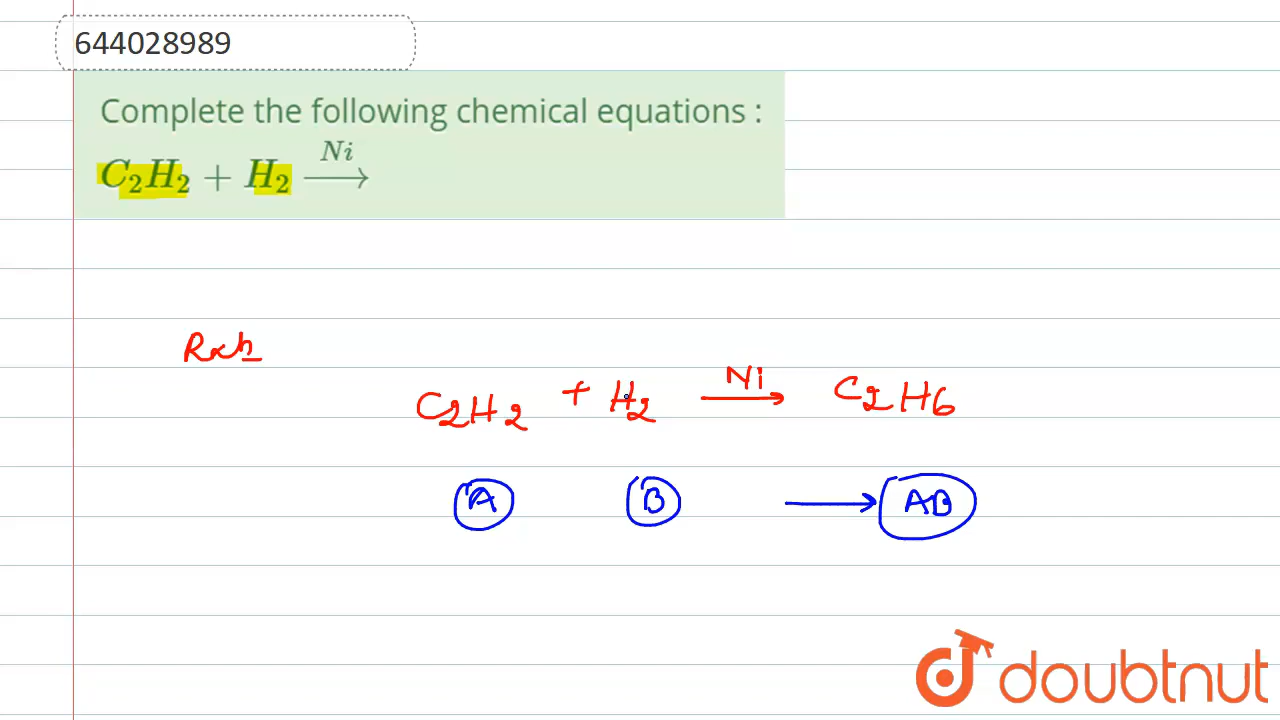 644028989
Complete the following chemical equations :
C₂H₂ + H₂ —Ni→
Rxn
C₂H₂ + H₂ —Ni→ C₂H₆
A B → AB
doubtnut